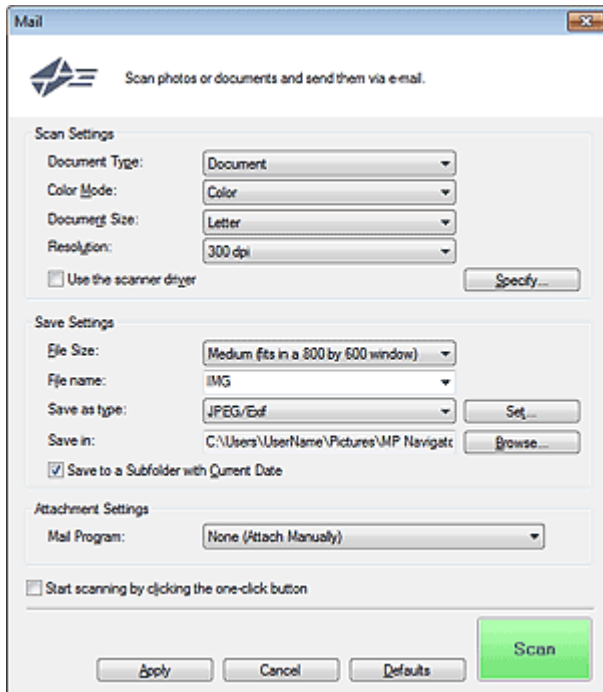 Mail
Scan photos or documents and send them via e-mail.
Scan Settings
Document Type: Document
Color Mode: Color
Document Size: Letter
Resolution: 300 dpi
Use the scanner driver Specify...
Save Settings
File Size: Medium (fits in a 800 by 600 window)
File name: IMG
Save as type: JPEG/Exif Set...
Save in: C:\Users\UserName\Pictures\MP Navigato Browse...
Save to a Subfolder with Current Date
Attachment Settings
Mail Program: None (Attach Manually)
Start scanning by clicking the one-click button
Scan
Apply Cancel Defaults